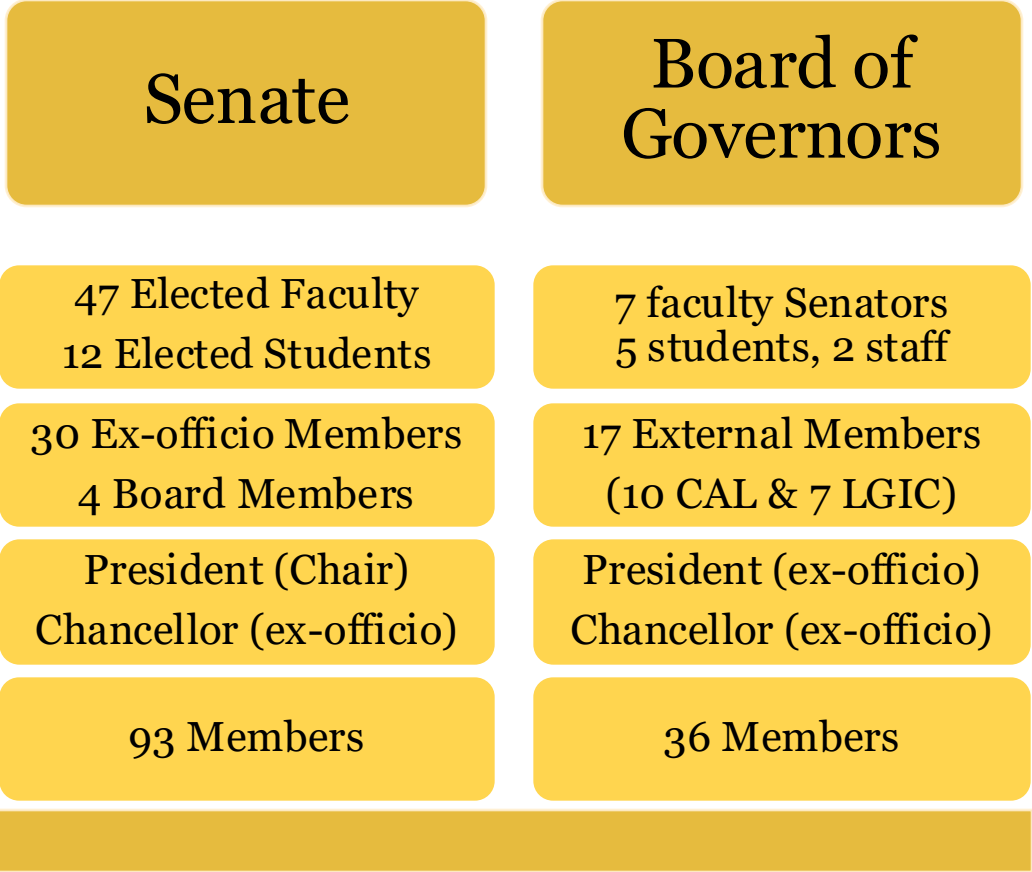 Senate
47 Elected Faculty
12 Elected Students
30 Ex-officio Members
4 Board Members
President (Chair)
Chancellor (ex-officio)
93 Members
Board of
Governors
7 faculty Senators
5 students, 2 staff
17 External Members
(10 CAL & 7 LGIC)
President (ex-officio)
Chancellor (ex-officio)
36 Members